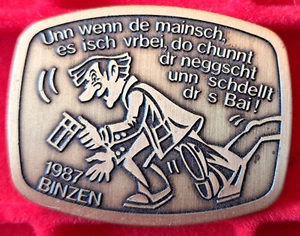 Unn wenn de mainsch,
es isch vrbei, do chunnt
dr neggscht
unn schdellt
dr s Bai!
1987
BINZEN